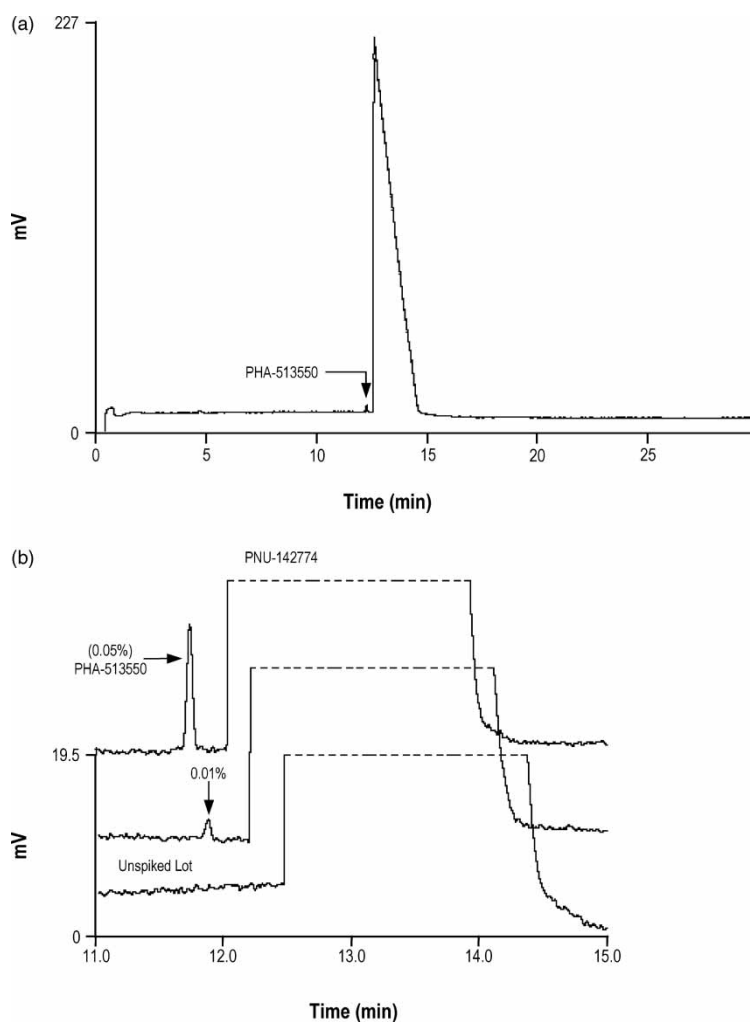 (a)
227
mV
PHA-513550
0
0 5 10 15 20 25
Time (min)
(b)
PNU-142774
(0.05%)
PHA-513550
19.5
0.01%
mV
Unspiked Lot
0
11.0 12.0 13.0 14.0 15.0
Time (min)